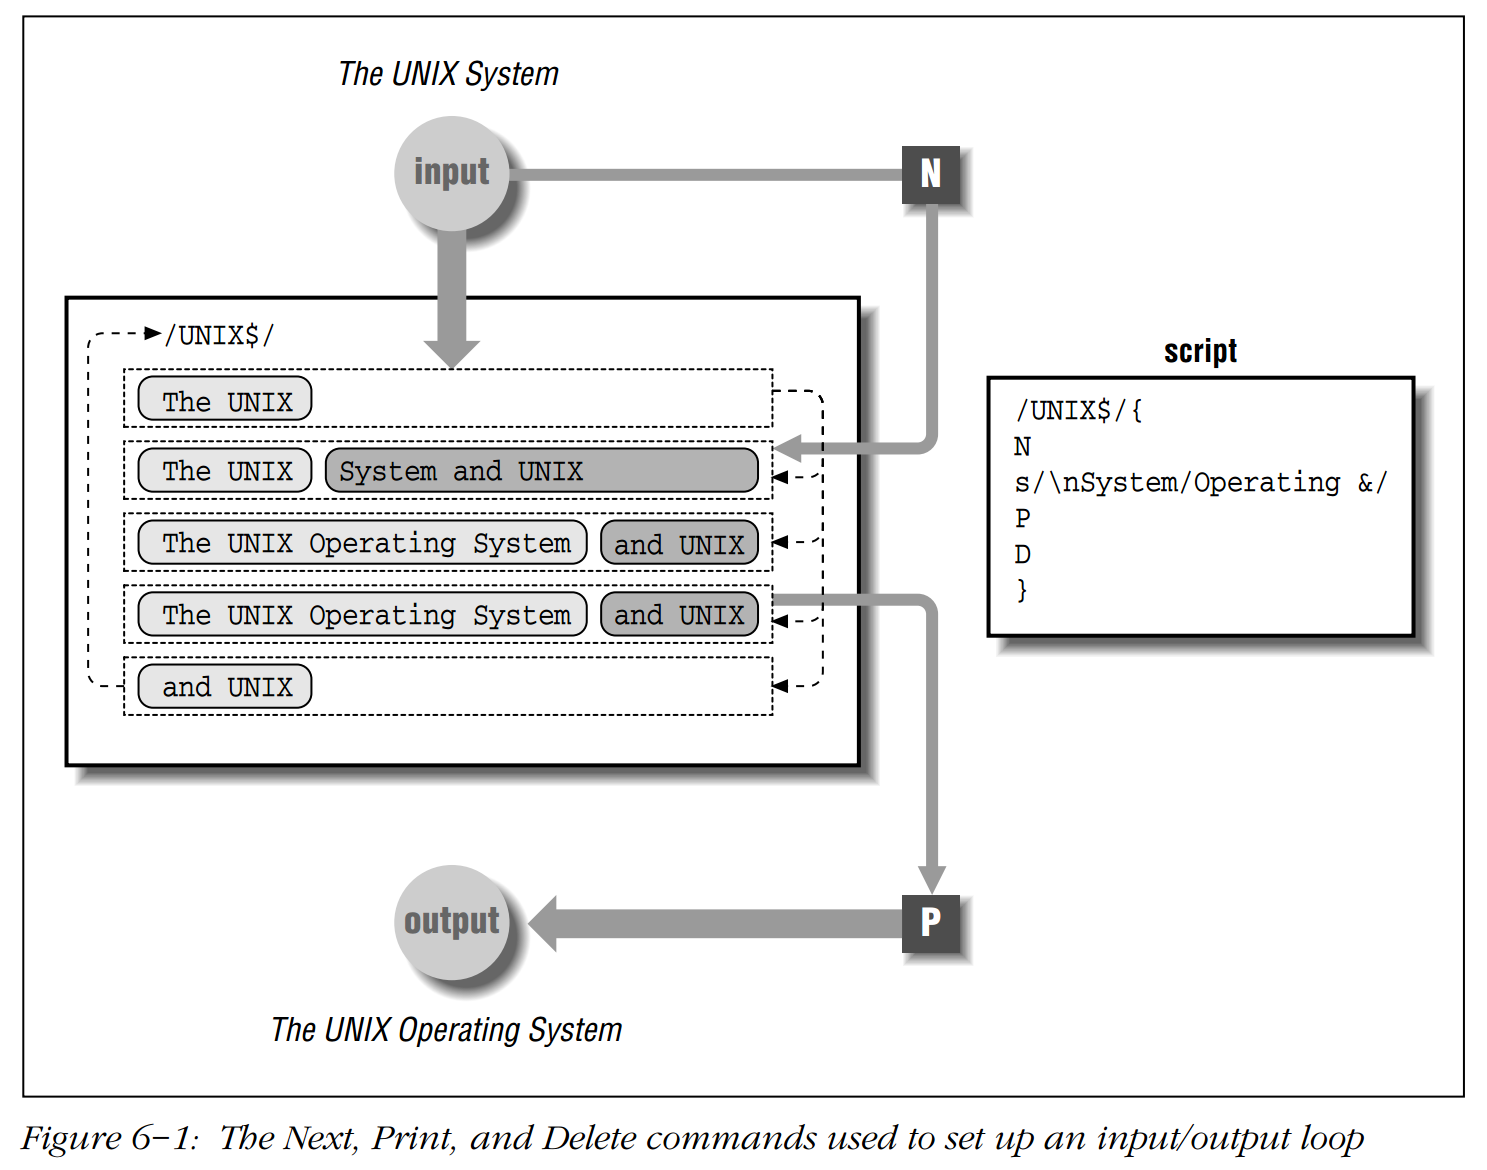 The UNIX System
input
N
/UNIX$/
The UNIX
The UNIX System and UNIX
The UNIX Operating System and UNIX
The UNIX Operating System and UNIX
and UNIX
script
/UNIX$/{
N
s/\nSystem/Operating &/
P
D
}
output
P
The UNIX Operating System
Figure 6–1: The Next, Print, and Delete commands used to set up an input/output loop